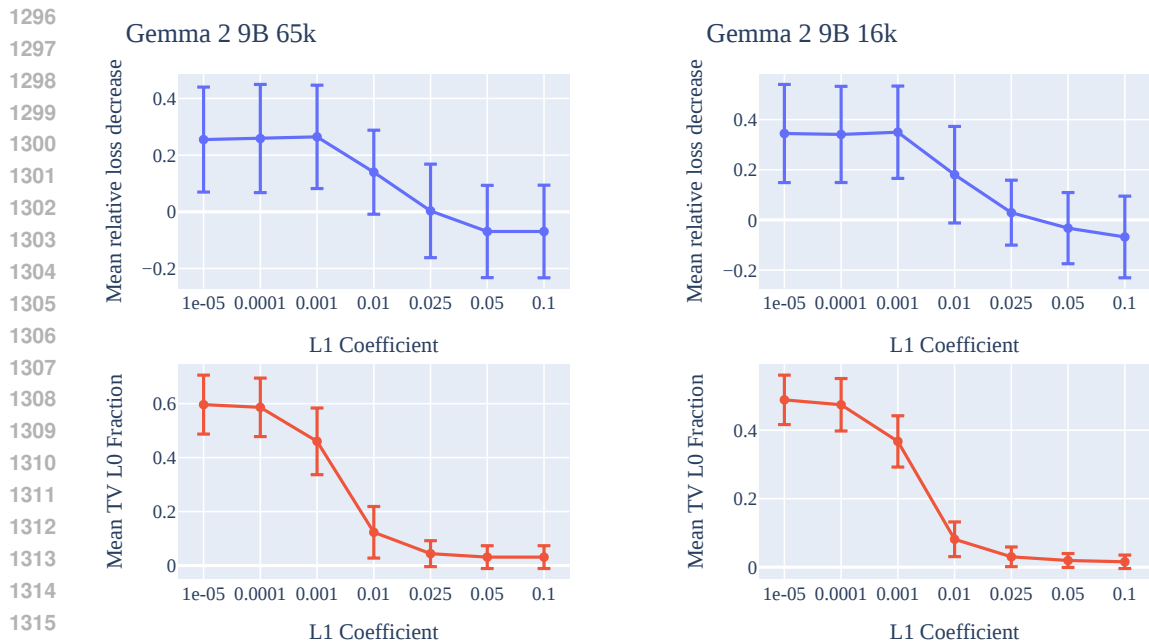 1296
1297
1298
1299
1300
1301
1302
1303
1304
1305
1306
1307
1308
1309
1310
1311
1312
1313
1314
1315
Gemma 2 9B 65k
Mean relative loss decrease
0.4
0.2
0
−0.2
1e-05 0.0001 0.001 0.01 0.025 0.05 0.1
L1 Coefficient
Gemma 2 9B 16k
Mean relative loss decrease
0.4
0.2
0
−0.2
1e-05 0.0001 0.001 0.01 0.025 0.05 0.1
L1 Coefficient
Mean TV L0 Fraction
0.6
0.4
0.2
0
1e-05 0.0001 0.001 0.01 0.025 0.05 0.1
L1 Coefficient
Mean TV L0 Fraction
0.4
0.2
0
1e-05 0.0001 0.001 0.01 0.025 0.05 0.1
L1 Coefficient